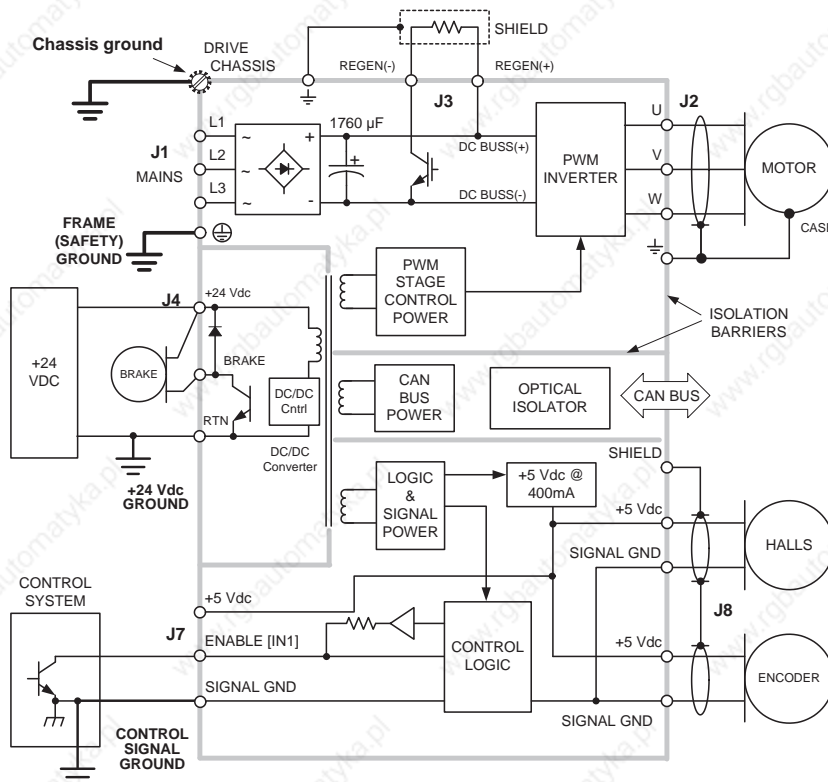 Chassis ground
DRIVE
CHASSIS
SHIELD
REGEN(-)
REGEN(+)
J3
J1
MAINS
L1
L2
L3
~
~
~
+
-
1760 µF
DC BUSS(+)
DC BUSS(-)
PWM
INVERTER
U
V
W
J2
MOTOR
CASE
FRAME
(SAFETY)
GROUND
PWM
STAGE
CONTROL
POWER
ISOLATION
BARRIERS
J4
+24 Vdc
+24
VDC
BRAKE
BRAKE
RTN
DC/DC
Cntrl
DC/DC
Converter
+24 Vdc
GROUND
CAN
BUS
POWER
OPTICAL
ISOLATOR
CAN BUS
LOGIC
&
SIGNAL
POWER
+5 Vdc @
400mA
SHIELD
+5 Vdc
SIGNAL GND
HALLS
J8
+5 Vdc
SIGNAL GND
ENCODER
CONTROL
SYSTEM
J7
+5 Vdc
ENABLE [IN1]
SIGNAL GND
CONTROL
LOGIC
CONTROL
SIGNAL
GROUND
www.rgbautomatyka.pl